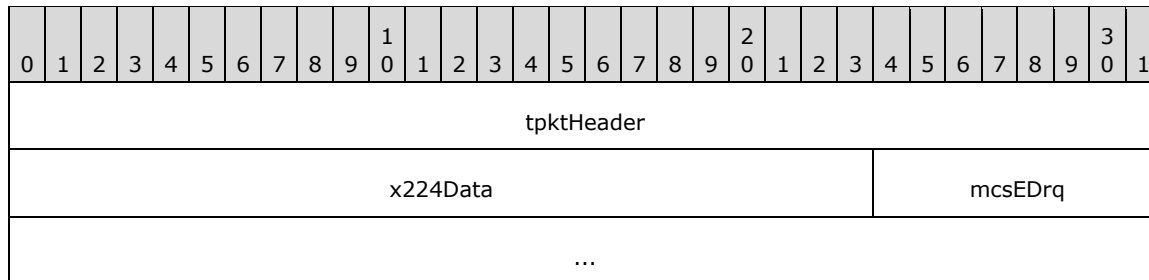 0 1 2 3 4 5 6 7 8 9 1 0 1 2 3 4 5 6 7 8 9 2 0 1 2 3 4 5 6 7 8 9 3 0 1
tpktHeader
x224Data mcsEDrq
...